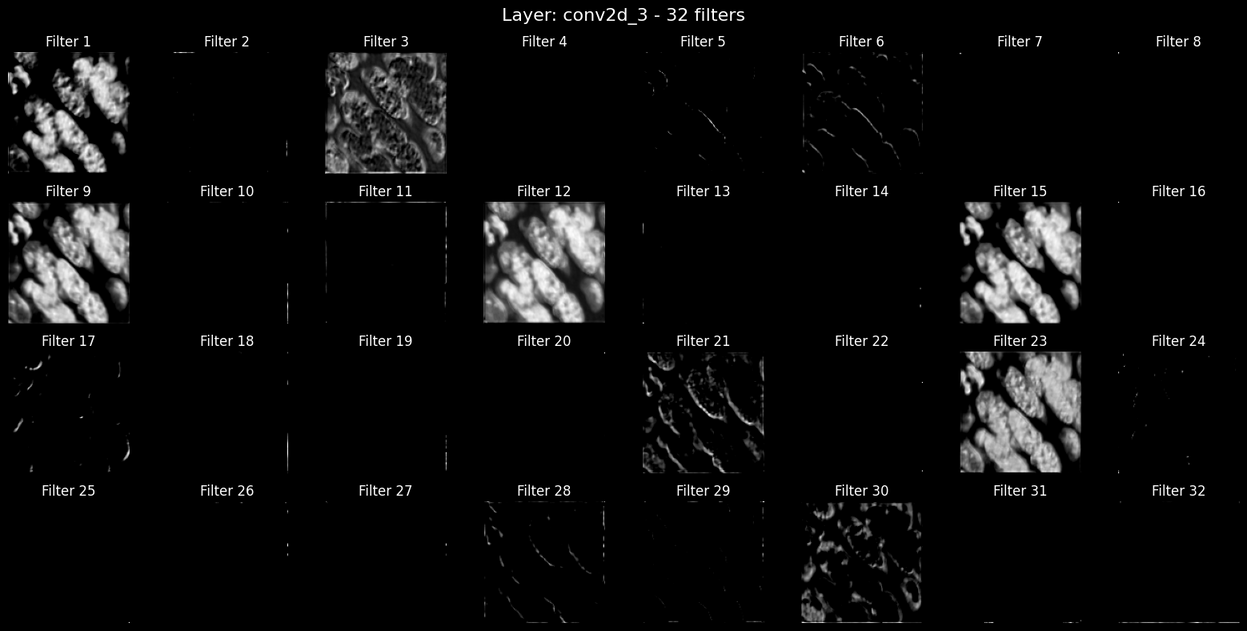 Layer: conv2d_3 - 32 filters
Filter 1 Filter 2 Filter 3 Filter 4 Filter 5 Filter 6 Filter 7 Filter 8
Filter 9 Filter 10 Filter 11 Filter 12 Filter 13 Filter 14 Filter 15 Filter 16
Filter 17 Filter 18 Filter 19 Filter 20 Filter 21 Filter 22 Filter 23 Filter 24
Filter 25 Filter 26 Filter 27 Filter 28 Filter 29 Filter 30 Filter 31 Filter 32